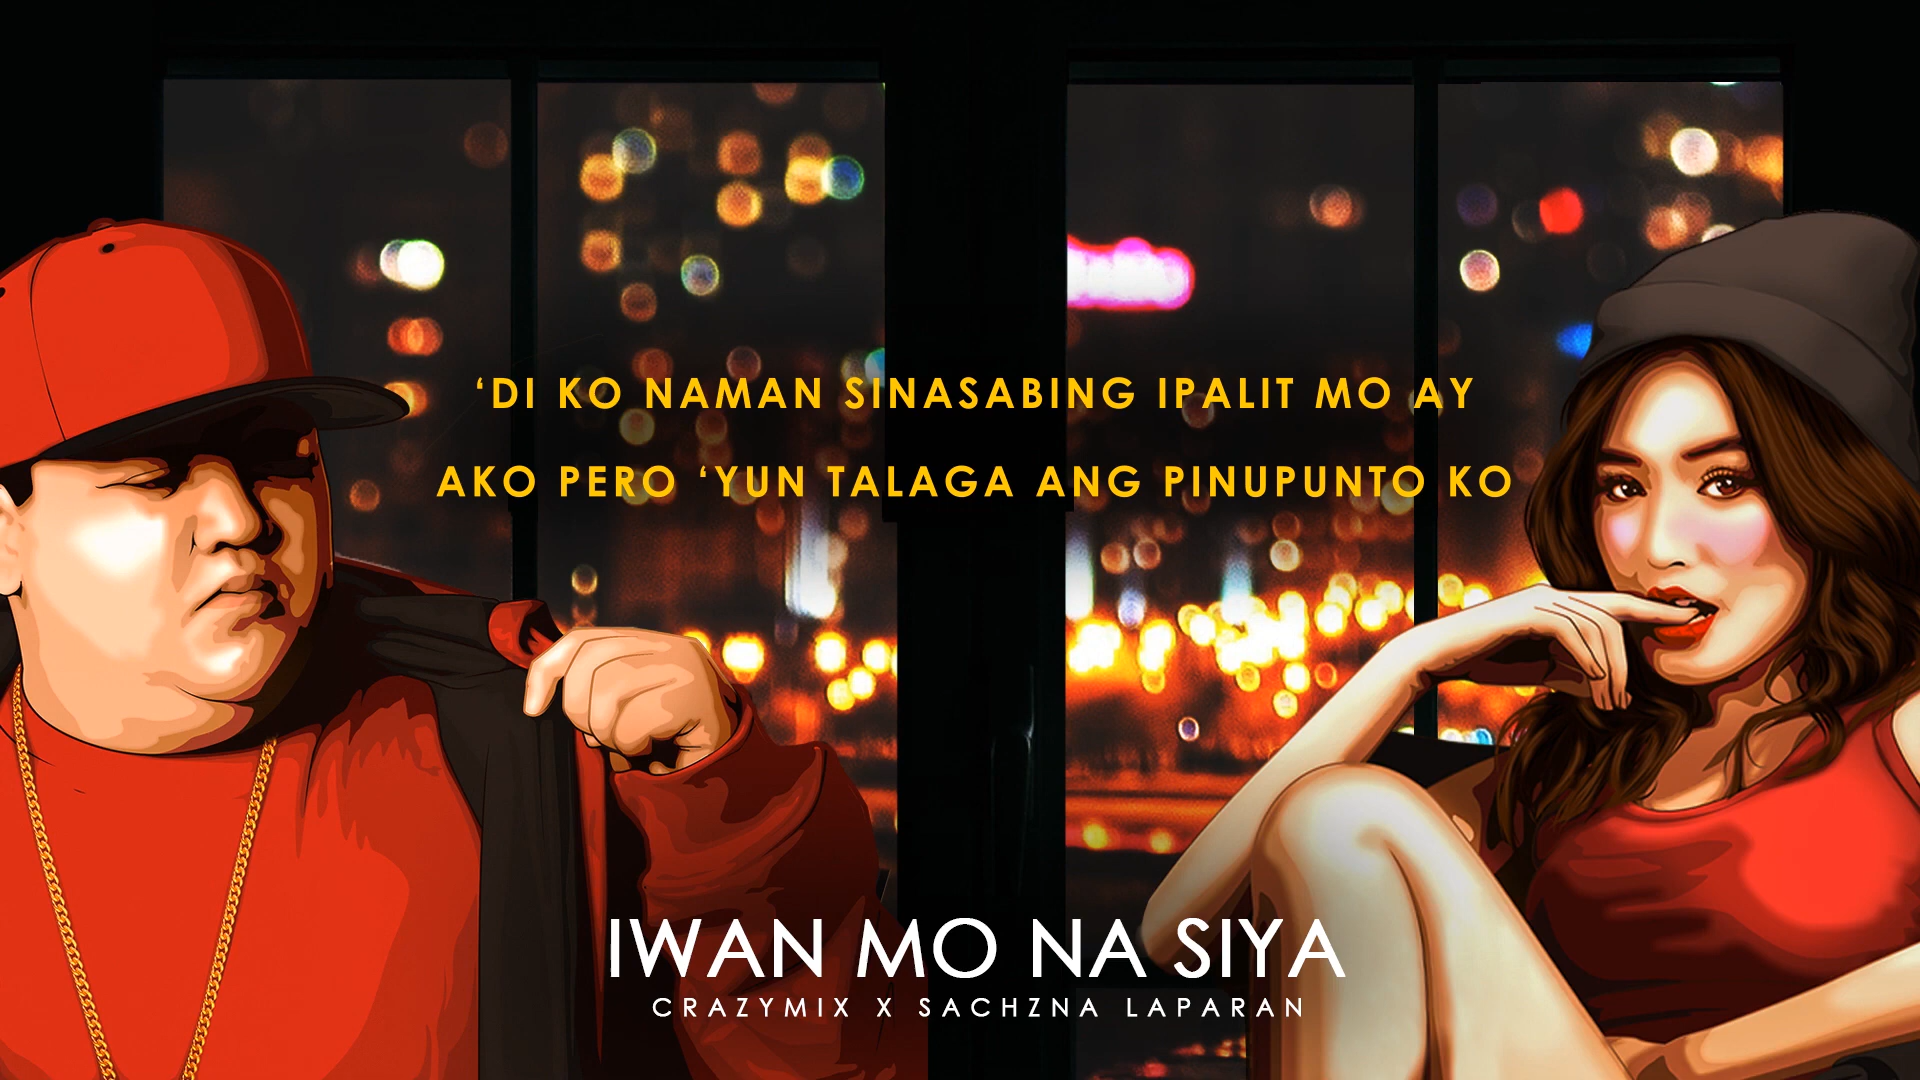 ‘DI KO NAMAN SINASABING IPALIT MO AY
AKO PERO ‘YUN TALAGA ANG PINUPUNTO KO
IWAN MO NA SIYA
CRAZYMIX X SACHZNA LAPARAN